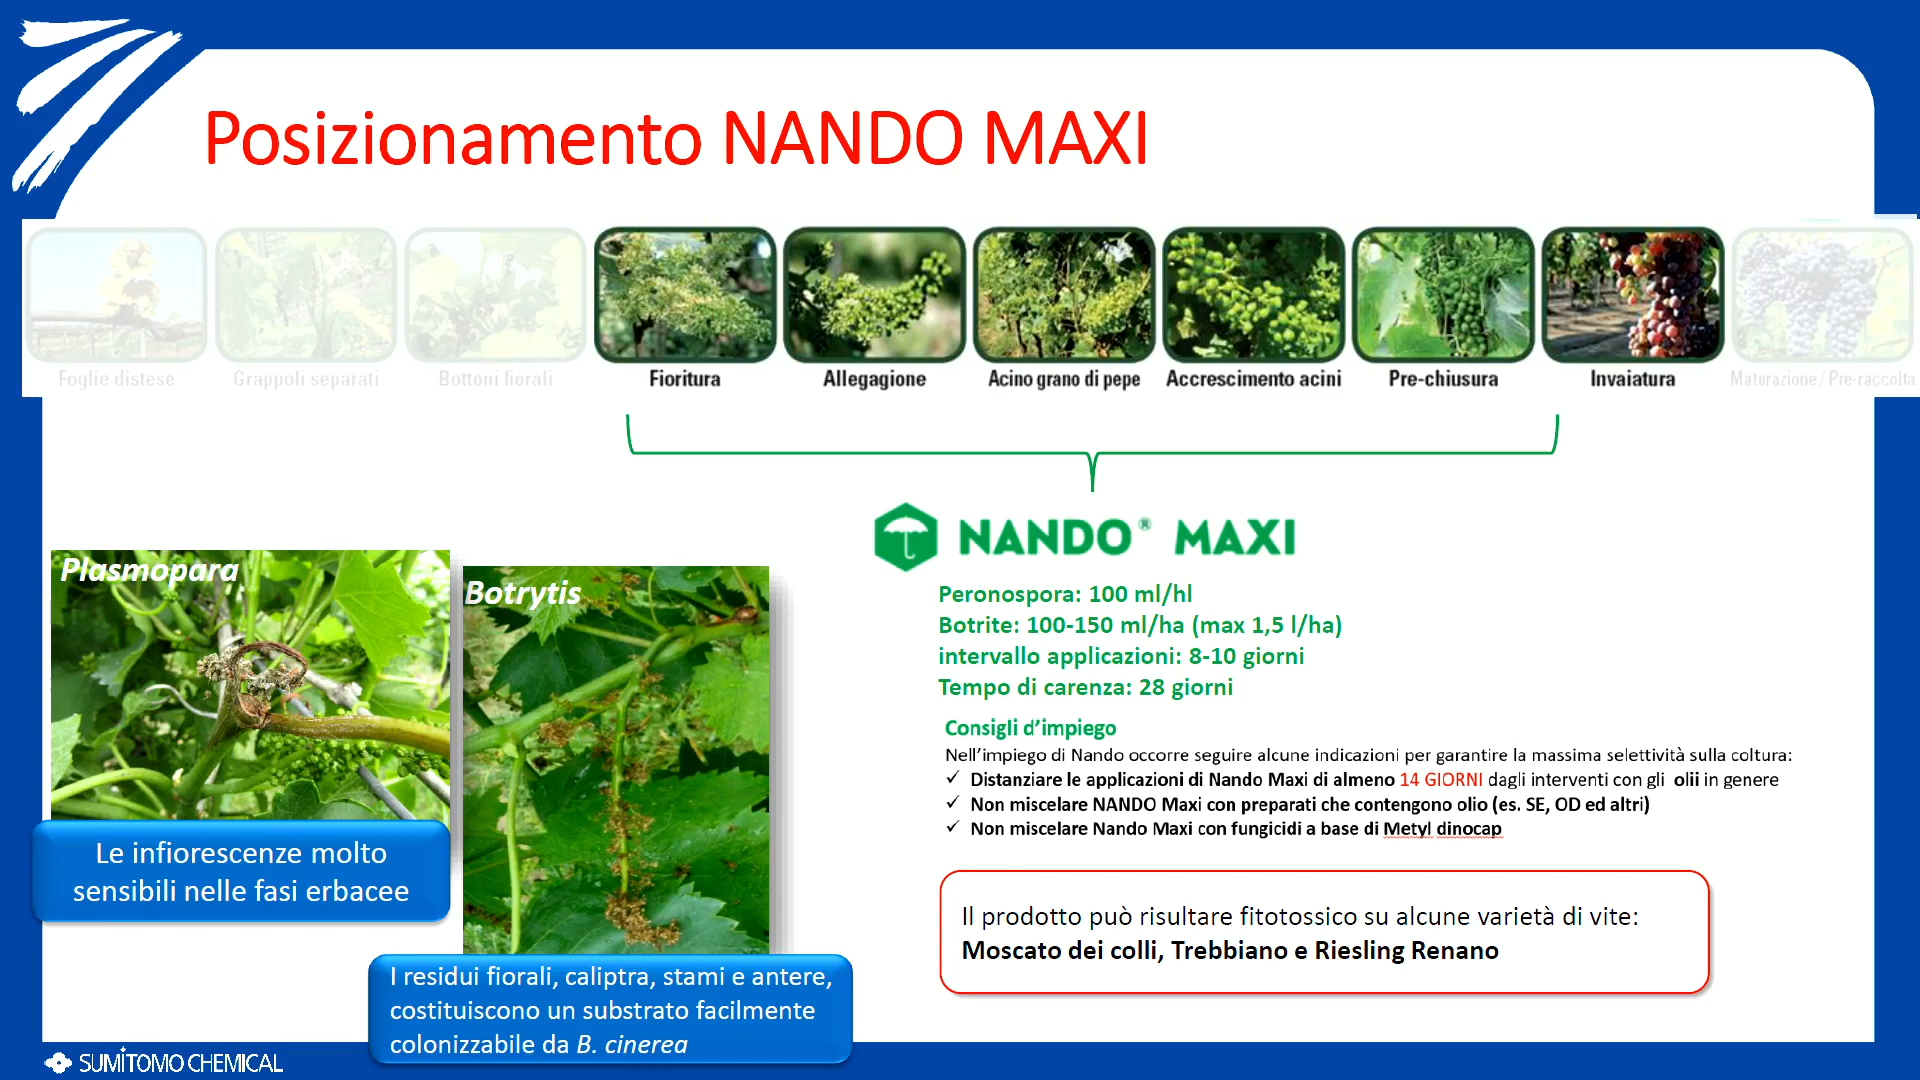 Posizionamento NANDO MAXI
Foglie distese
Grappoli separati
Bottoni fiorali
Fioritura
Allegagione
Acino grano di pepe
Accrescimento acini
Pre-chiusura
Invaiatura
Maturazione / Pre-raccolta
NANDO® MAXI
Peronospora: 100 ml/hl
Botrite: 100-150 ml/ha (max 1,5 l/ha)
intervallo applicazioni: 8-10 giorni
Tempo di carenza: 28 giorni
Consigli d’impiego
Nell’impiego di Nando occorre seguire alcune indicazioni per garantire la massima selettività sulla coltura:
✓ Distanziare le applicazioni di Nando Maxi di almeno 14 GIORNI dagli interventi con gli olii in genere
✓ Non miscelare NANDO Maxi con preparati che contengono olio (es. SE, OD ed altri)
✓ Non miscelare Nando Maxi con fungicidi a base di Metyl dinocap
Il prodotto può risultare fitotossico su alcune varietà di vite:
Moscato dei colli, Trebbiano e Riesling Renano
Plasmopara
Le infiorescenze molto
sensibili nelle fasi erbacee
Botrytis
I residui fiorali, caliptra, stami e antere,
costituiscono un substrato facilmente
colonizzabile da B. cinerea
SUMITOMO CHEMICAL